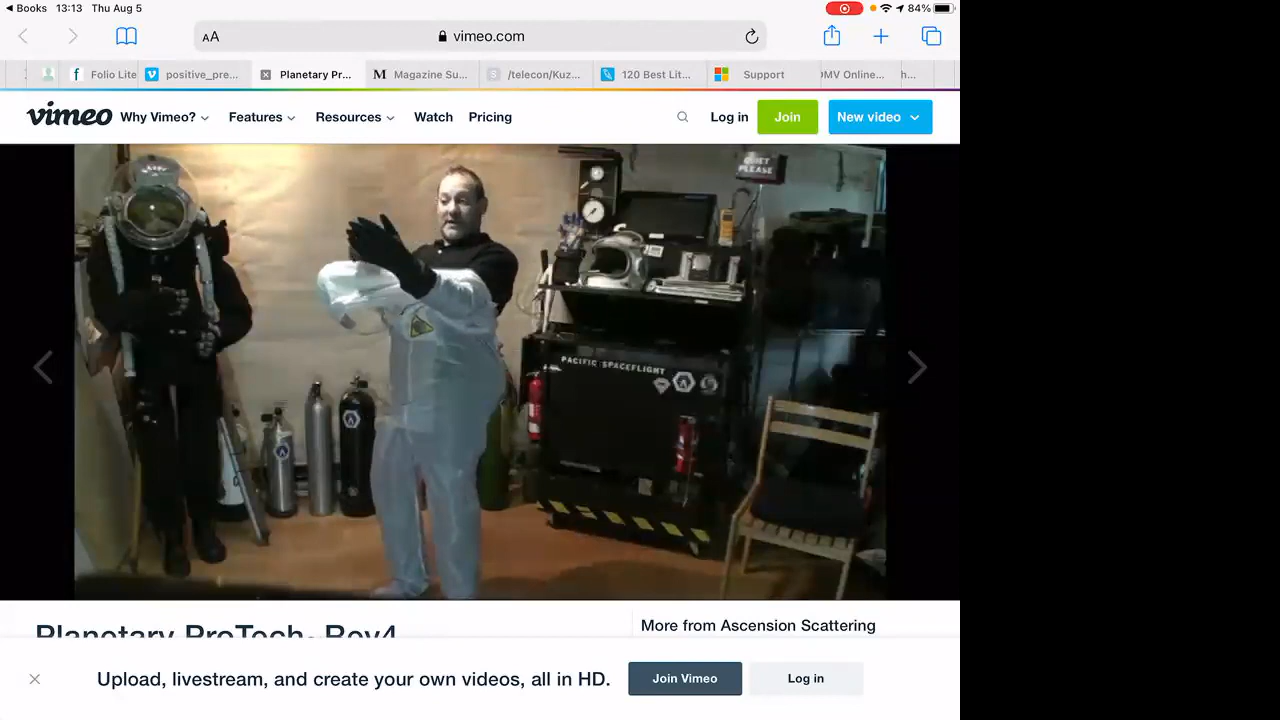 Books 13:13 Thu Aug 5 84%
AA vimeo.com
Folio Lite positive_pre... Planetary Pr... Magazine Su... /telecon/Kuz... 120 Best Lit... Support DMV Online... h...
vimeo Why Vimeo? Features Resources Watch Pricing Log in Join New video
QUIET
PLEASE
PACIFIC SPACEFLIGHT
Planetary ProTech- Rev4
More from Ascension Scattering
Upload, livestream, and create your own videos, all in HD. Join Vimeo Log in